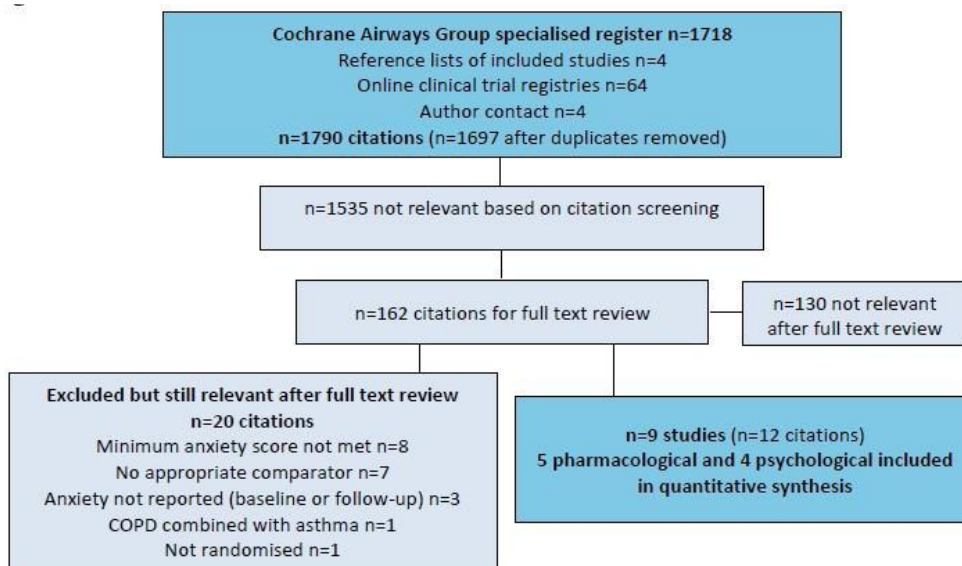 Cochrane Airways Group specialised register n=1718
Reference lists of included studies n=4
Online clinical trial registries n=64
Author contact n=4
n=1790 citations (n=1697 after duplicates removed)
n=1535 not relevant based on citation screening
n=162 citations for full text review
n=130 not relevant
after full text review
Excluded but still relevant after full text review
n=20 citations
Minimum anxiety score not met n=8
No appropriate comparator n=7
Anxiety not reported (baseline or follow-up) n=3
COPD combined with asthma n=1
Not randomised n=1
n=9 studies (n=12 citations)
5 pharmacological and 4 psychological included
in quantitative synthesis